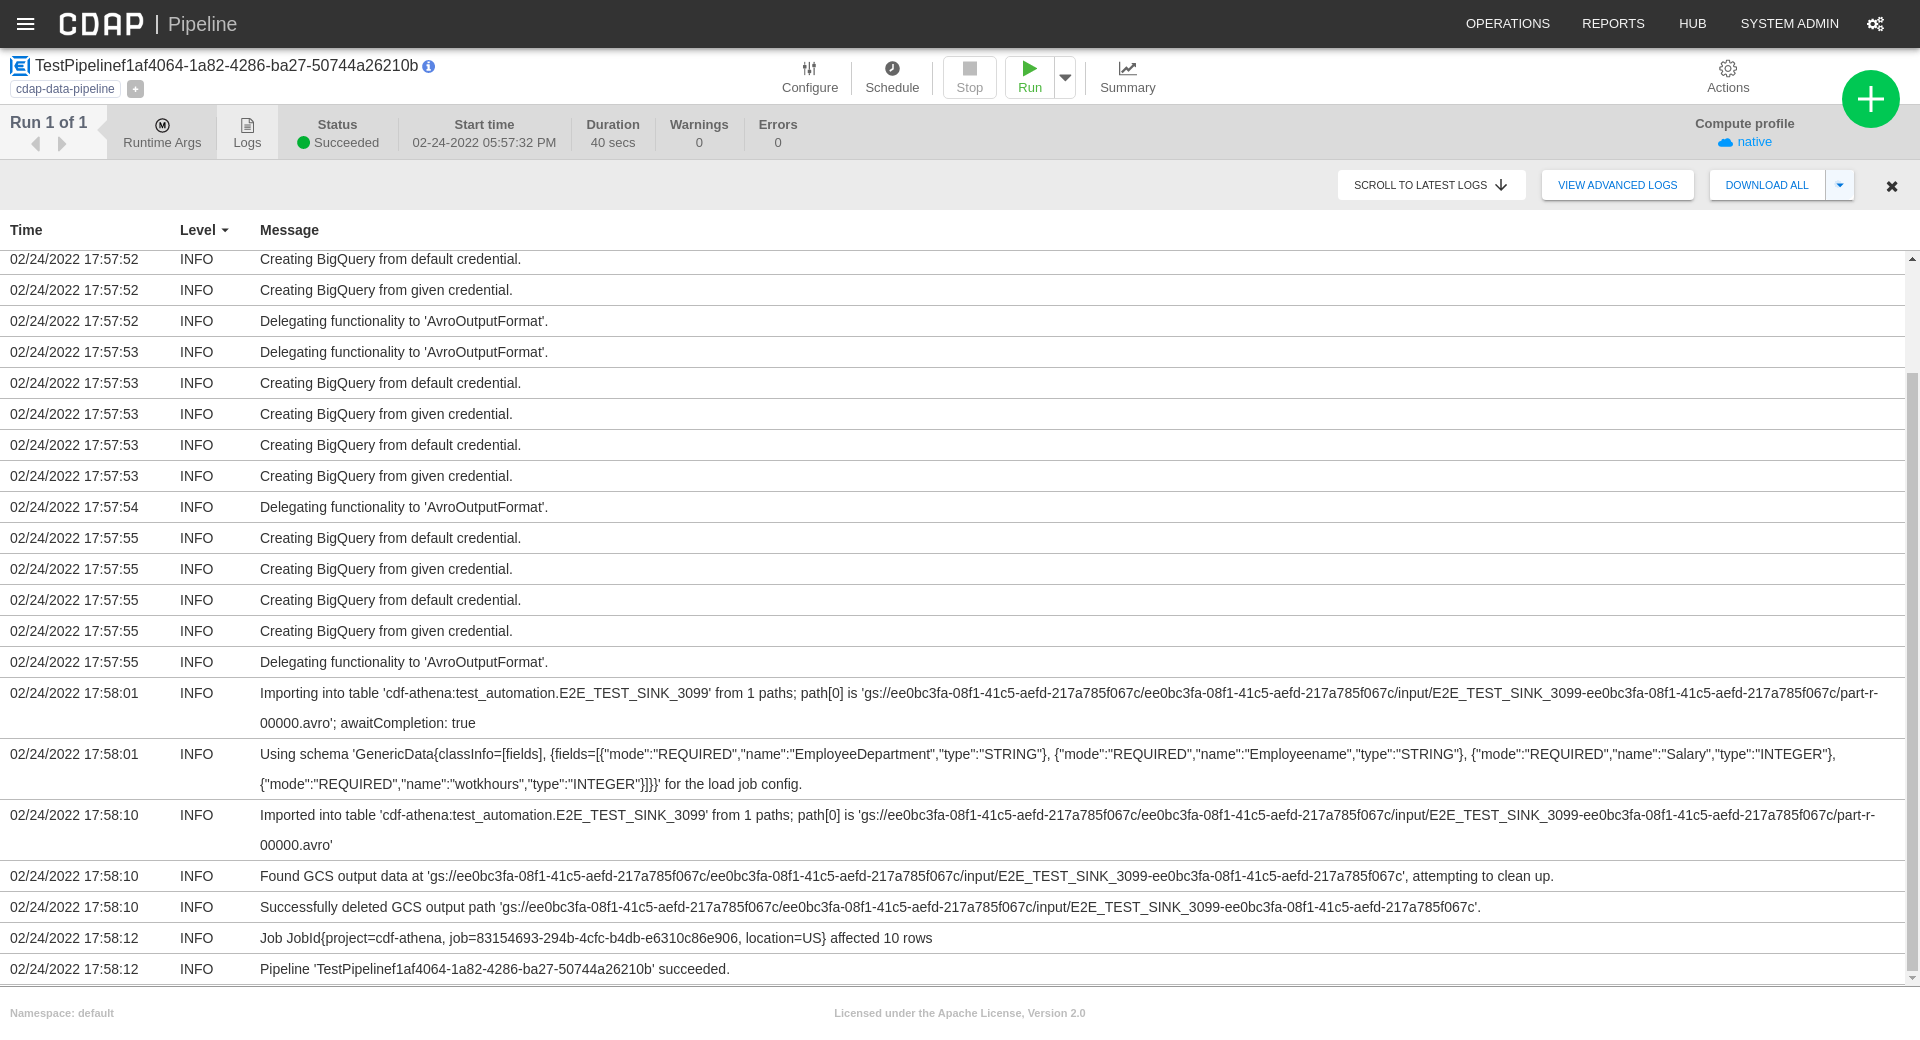 CDAP | Pipeline
OPERATIONS REPORTS HUB SYSTEM ADMIN
TestPipelinef1af4064-1a82-4286-ba27-50744a26210b
cdap-data-pipeline +
Configure Schedule Stop Run Summary Actions
Run 1 of 1
Runtime Args
Logs
Status
Succeeded
Start time
02-24-2022 05:57:32 PM
Duration
40 secs
Warnings
0
Errors
0
Compute profile
native
SCROLL TO LATEST LOGS VIEW ADVANCED LOGS DOWNLOAD ALL
Time Level Message
02/24/2022 17:57:52 INFO Creating BigQuery from default credential.
02/24/2022 17:57:52 INFO Creating BigQuery from given credential.
02/24/2022 17:57:52 INFO Delegating functionality to 'AvroOutputFormat'.
02/24/2022 17:57:53 INFO Delegating functionality to 'AvroOutputFormat'.
02/24/2022 17:57:53 INFO Creating BigQuery from default credential.
02/24/2022 17:57:53 INFO Creating BigQuery from given credential.
02/24/2022 17:57:53 INFO Creating BigQuery from default credential.
02/24/2022 17:57:53 INFO Creating BigQuery from given credential.
02/24/2022 17:57:54 INFO Delegating functionality to 'AvroOutputFormat'.
02/24/2022 17:57:55 INFO Creating BigQuery from default credential.
02/24/2022 17:57:55 INFO Creating BigQuery from given credential.
02/24/2022 17:57:55 INFO Creating BigQuery from default credential.
02/24/2022 17:57:55 INFO Creating BigQuery from given credential.
02/24/2022 17:57:55 INFO Delegating functionality to 'AvroOutputFormat'.
02/24/2022 17:58:01 INFO Importing into table 'cdf-athena:test_automation.E2E_TEST_SINK_3099' from 1 paths; path[0] is 'gs://ee0bc3fa-08f1-41c5-aefd-217a785f067c/ee0bc3fa-08f1-41c5-aefd-217a785f067c/input/E2E_TEST_SINK_3099-ee0bc3fa-08f1-41c5-aefd-217a785f067c/part-r-
00000.avro'; awaitCompletion: true
02/24/2022 17:58:01 INFO Using schema 'GenericData{classInfo=[fields], {fields=[{"mode":"REQUIRED","name":"EmployeeDepartment","type":"STRING"}, {"mode":"REQUIRED","name":"Employeename","type":"STRING"}, {"mode":"REQUIRED","name":"Salary","type":"INTEGER"},
{"mode":"REQUIRED","name":"wotkhours","type":"INTEGER"}]}}' for the load job config.
02/24/2022 17:58:10 INFO Imported into table 'cdf-athena:test_automation.E2E_TEST_SINK_3099' from 1 paths; path[0] is 'gs://ee0bc3fa-08f1-41c5-aefd-217a785f067c/ee0bc3fa-08f1-41c5-aefd-217a785f067c/input/E2E_TEST_SINK_3099-ee0bc3fa-08f1-41c5-aefd-217a785f067c/part-r-
00000.avro'
02/24/2022 17:58:10 INFO Found GCS output data at 'gs://ee0bc3fa-08f1-41c5-aefd-217a785f067c/ee0bc3fa-08f1-41c5-aefd-217a785f067c/input/E2E_TEST_SINK_3099-ee0bc3fa-08f1-41c5-aefd-217a785f067c', attempting to clean up.
02/24/2022 17:58:10 INFO Successfully deleted GCS output path 'gs://ee0bc3fa-08f1-41c5-aefd-217a785f067c/ee0bc3fa-08f1-41c5-aefd-217a785f067c/input/E2E_TEST_SINK_3099-ee0bc3fa-08f1-41c5-aefd-217a785f067c'.
02/24/2022 17:58:12 INFO Job JobId{project=cdf-athena, job=83154693-294b-4cfc-b4db-e6310c86e906, location=US} affected 10 rows
02/24/2022 17:58:12 INFO Pipeline 'TestPipelinef1af4064-1a82-4286-ba27-50744a26210b' succeeded.
Namespace: default Licensed under the Apache License, Version 2.0